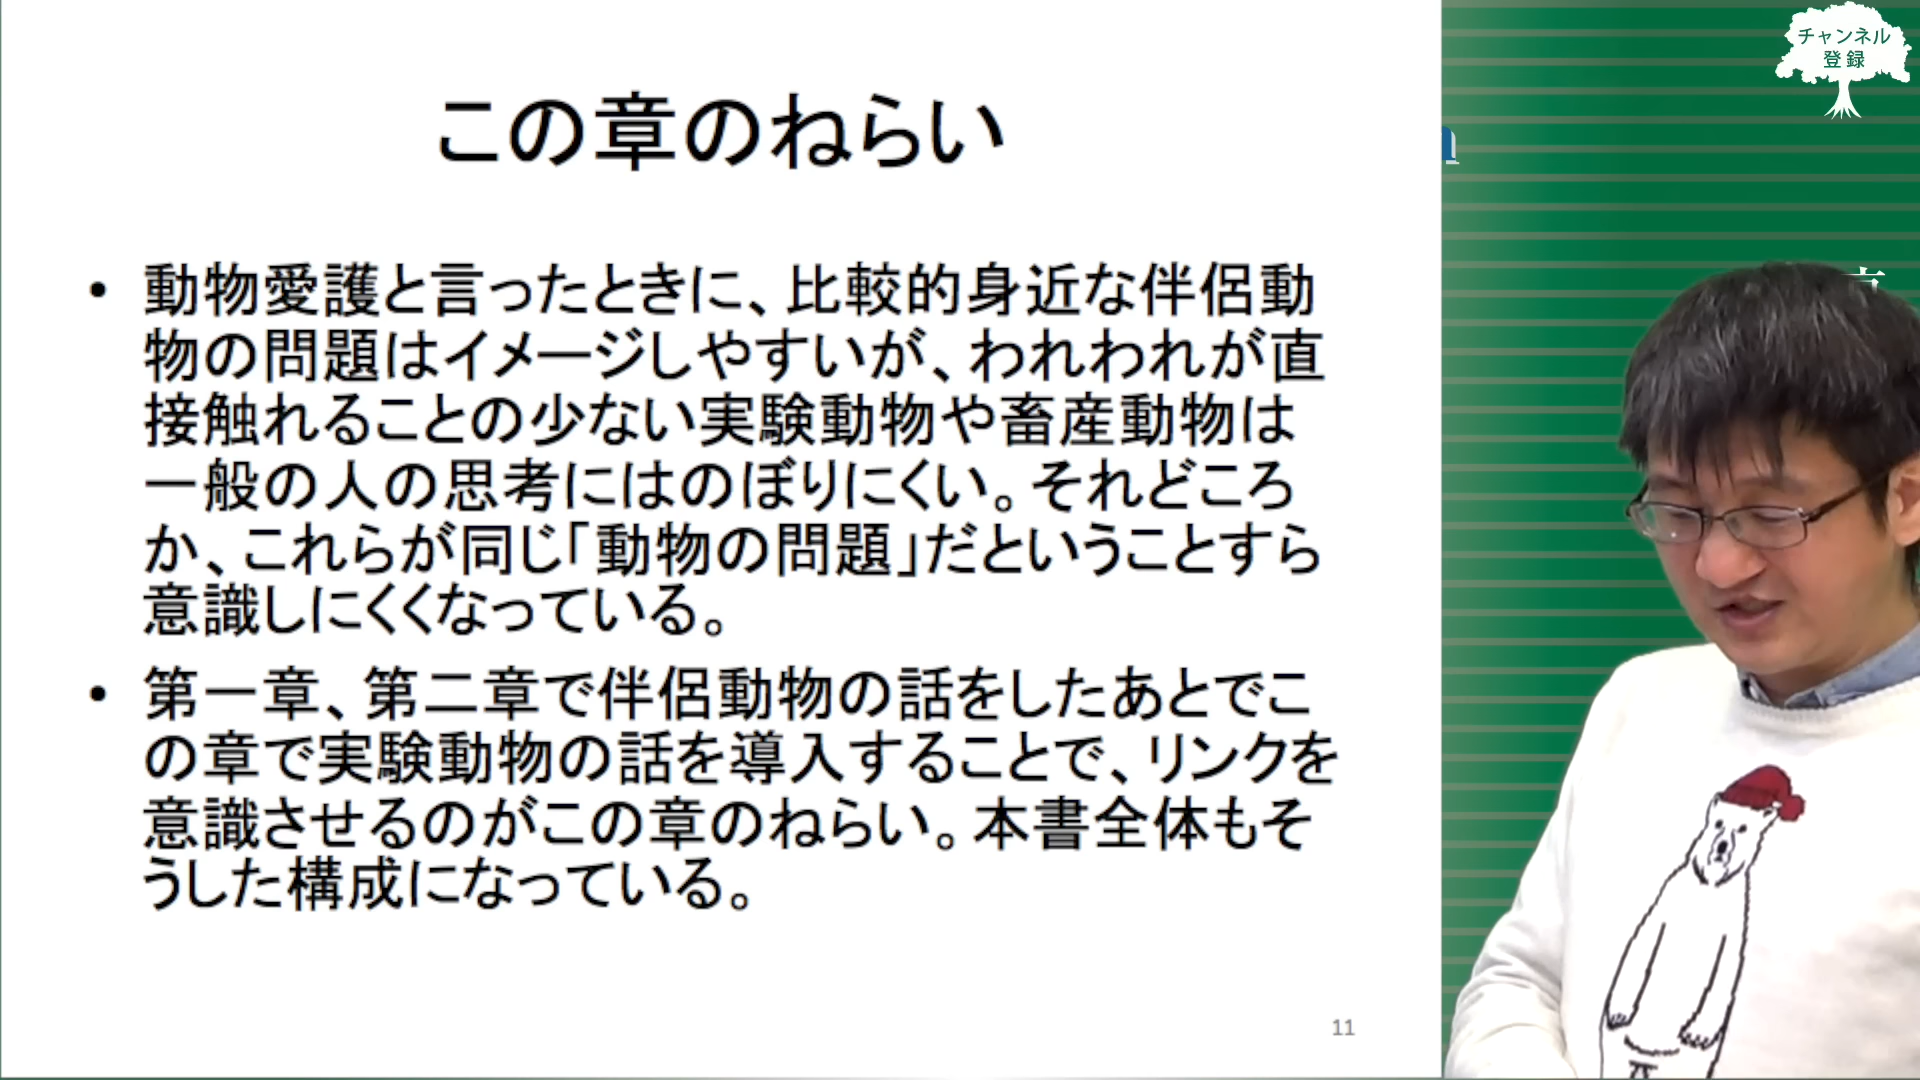 この章のねらい
• 動物愛護と言ったときに、比較的身近な伴侶動
物の問題はイメージしやすいが、われわれが直
接触れることの少ない実験動物や畜産動物は
一般の人の思考にはのぼりにくい。それどころ
か、これらが同じ「動物の問題」だということすら
意識しにくくなっている。
• 第一章、第二章で伴侶動物の話をしたあとでこ
の章で実験動物の話を導入することで、リンクを
意識させるのがこの章のねらい。本書全体もそ
うした構成になっている。
11
チャンネル
登録